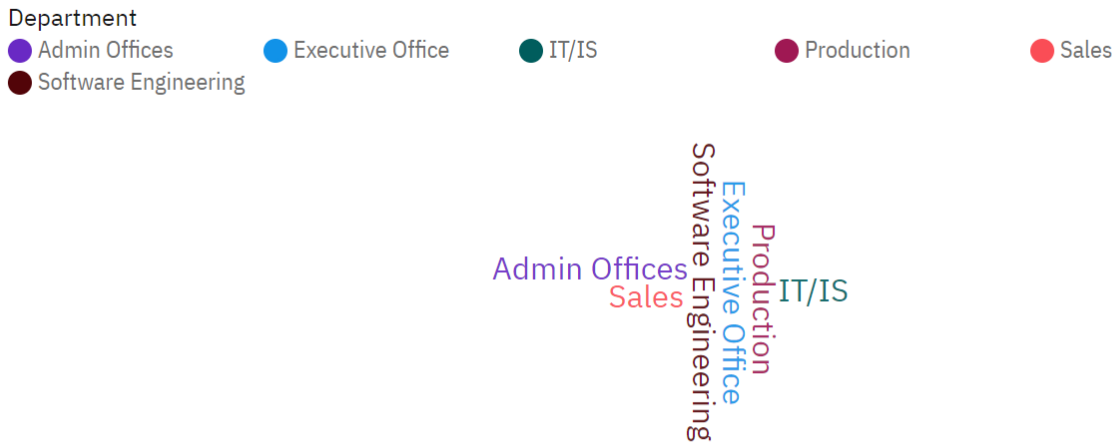 Department
Admin Offices
Executive Office
IT/IS
Production
Sales
Software Engineering
Software Engineering
Executive Office
Production
Admin Offices
IT/IS
Sales